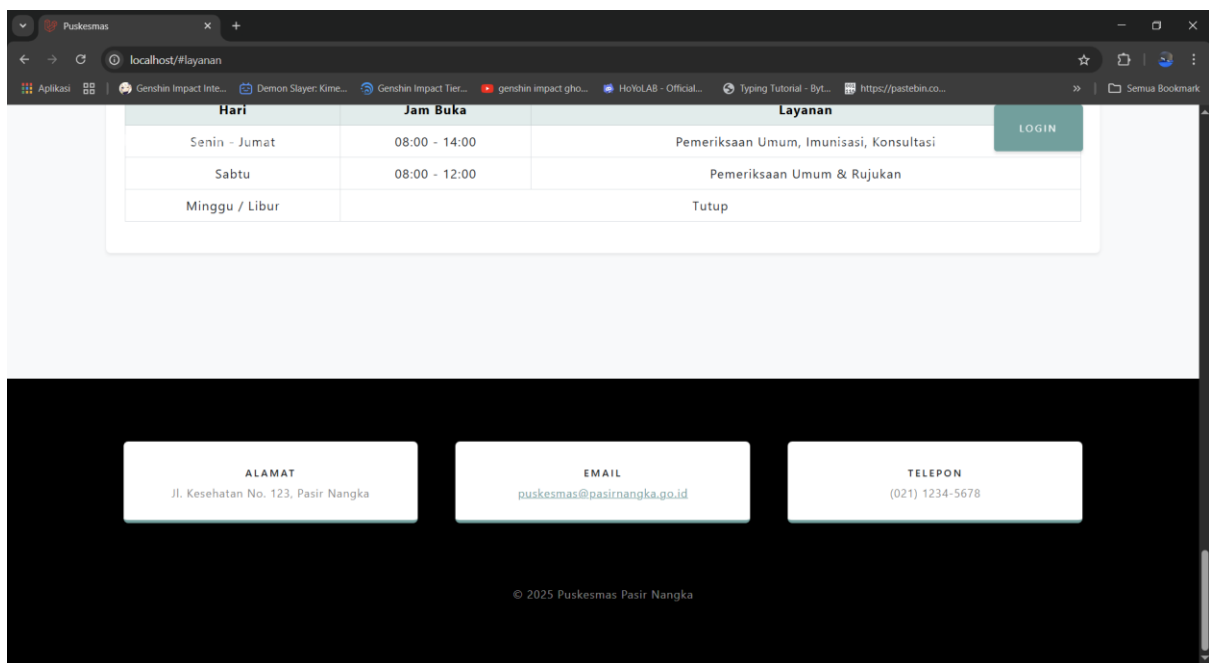 Puskesmas
localhost/#layanan
Aplikasi
Genshin Impact Inte...
Demon Slayer: Kime...
Genshin Impact Tier...
genshin impact gho...
HoYoLAB - Official...
Typing Tutorial - Byt...
https://pastebin.co...
»
Semua Bookmark
LOGIN
Hari Jam Buka Layanan
Senin - Jumat 08:00 - 14:00 Pemeriksaan Umum, Imunisasi, Konsultasi
Sabtu 08:00 - 12:00 Pemeriksaan Umum & Rujukan
Minggu / Libur Tutup
ALAMAT
Jl. Kesehatan No. 123, Pasir Nangka
EMAIL
puskesmas@pasirnangka.go.id
TELEPON
(021) 1234-5678
© 2025 Puskesmas Pasir Nangka